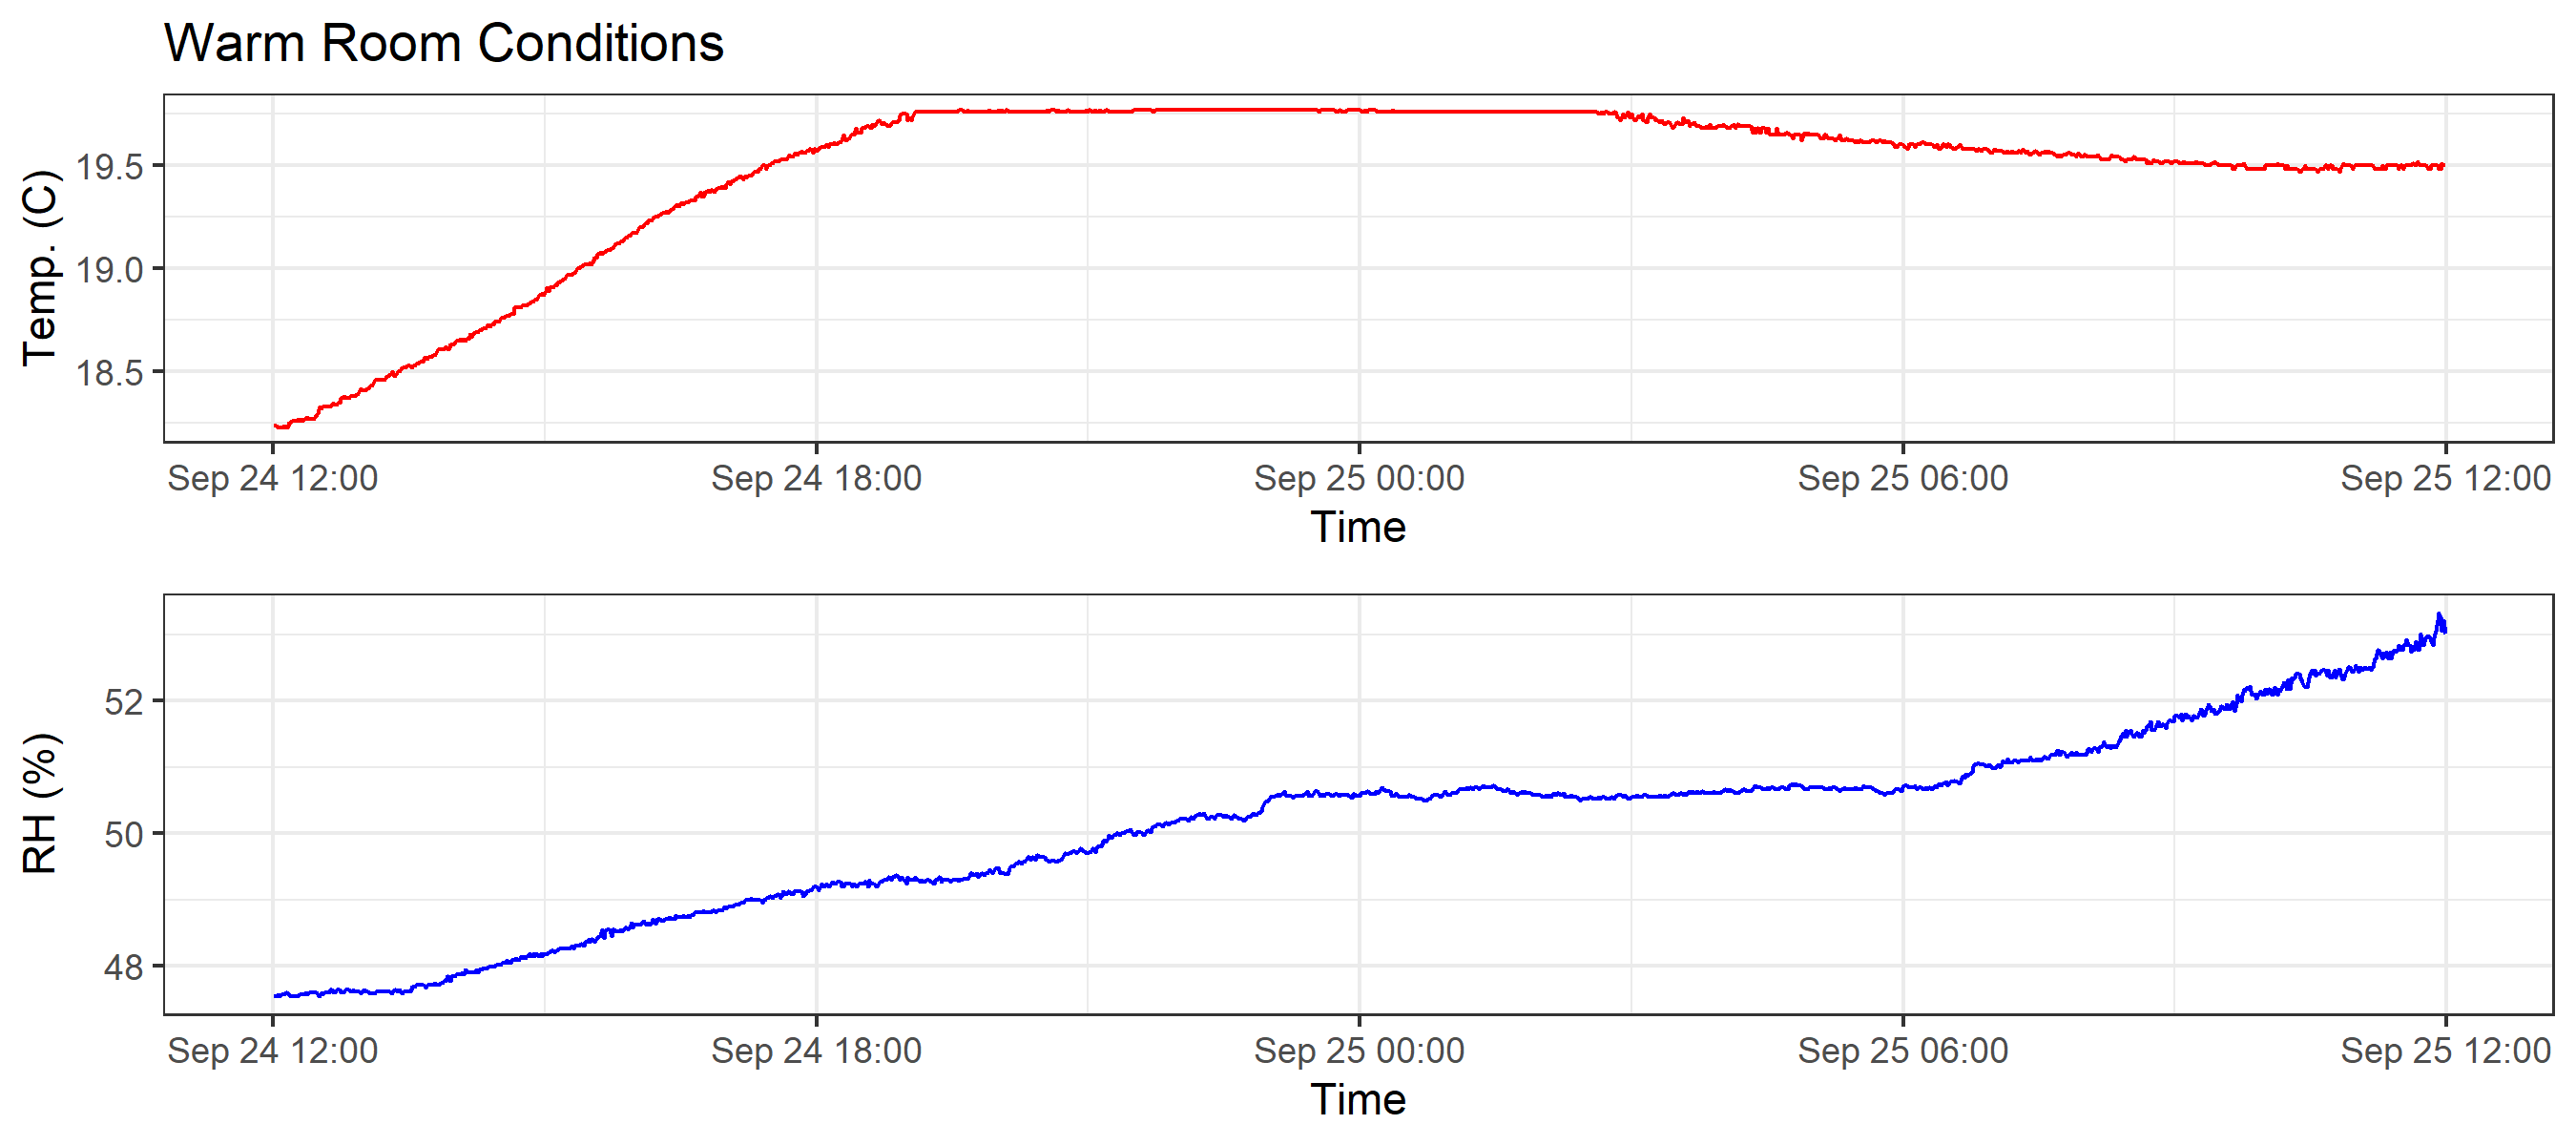 Warm Room Conditions
Temp. (C)
19.5
19.0
18.5
Sep 24 12:00 Sep 24 18:00 Sep 25 00:00 Sep 25 06:00 Sep 25 12:00
Time
RH (%)
52
50
48
Sep 24 12:00 Sep 24 18:00 Sep 25 00:00 Sep 25 06:00 Sep 25 12:00
Time